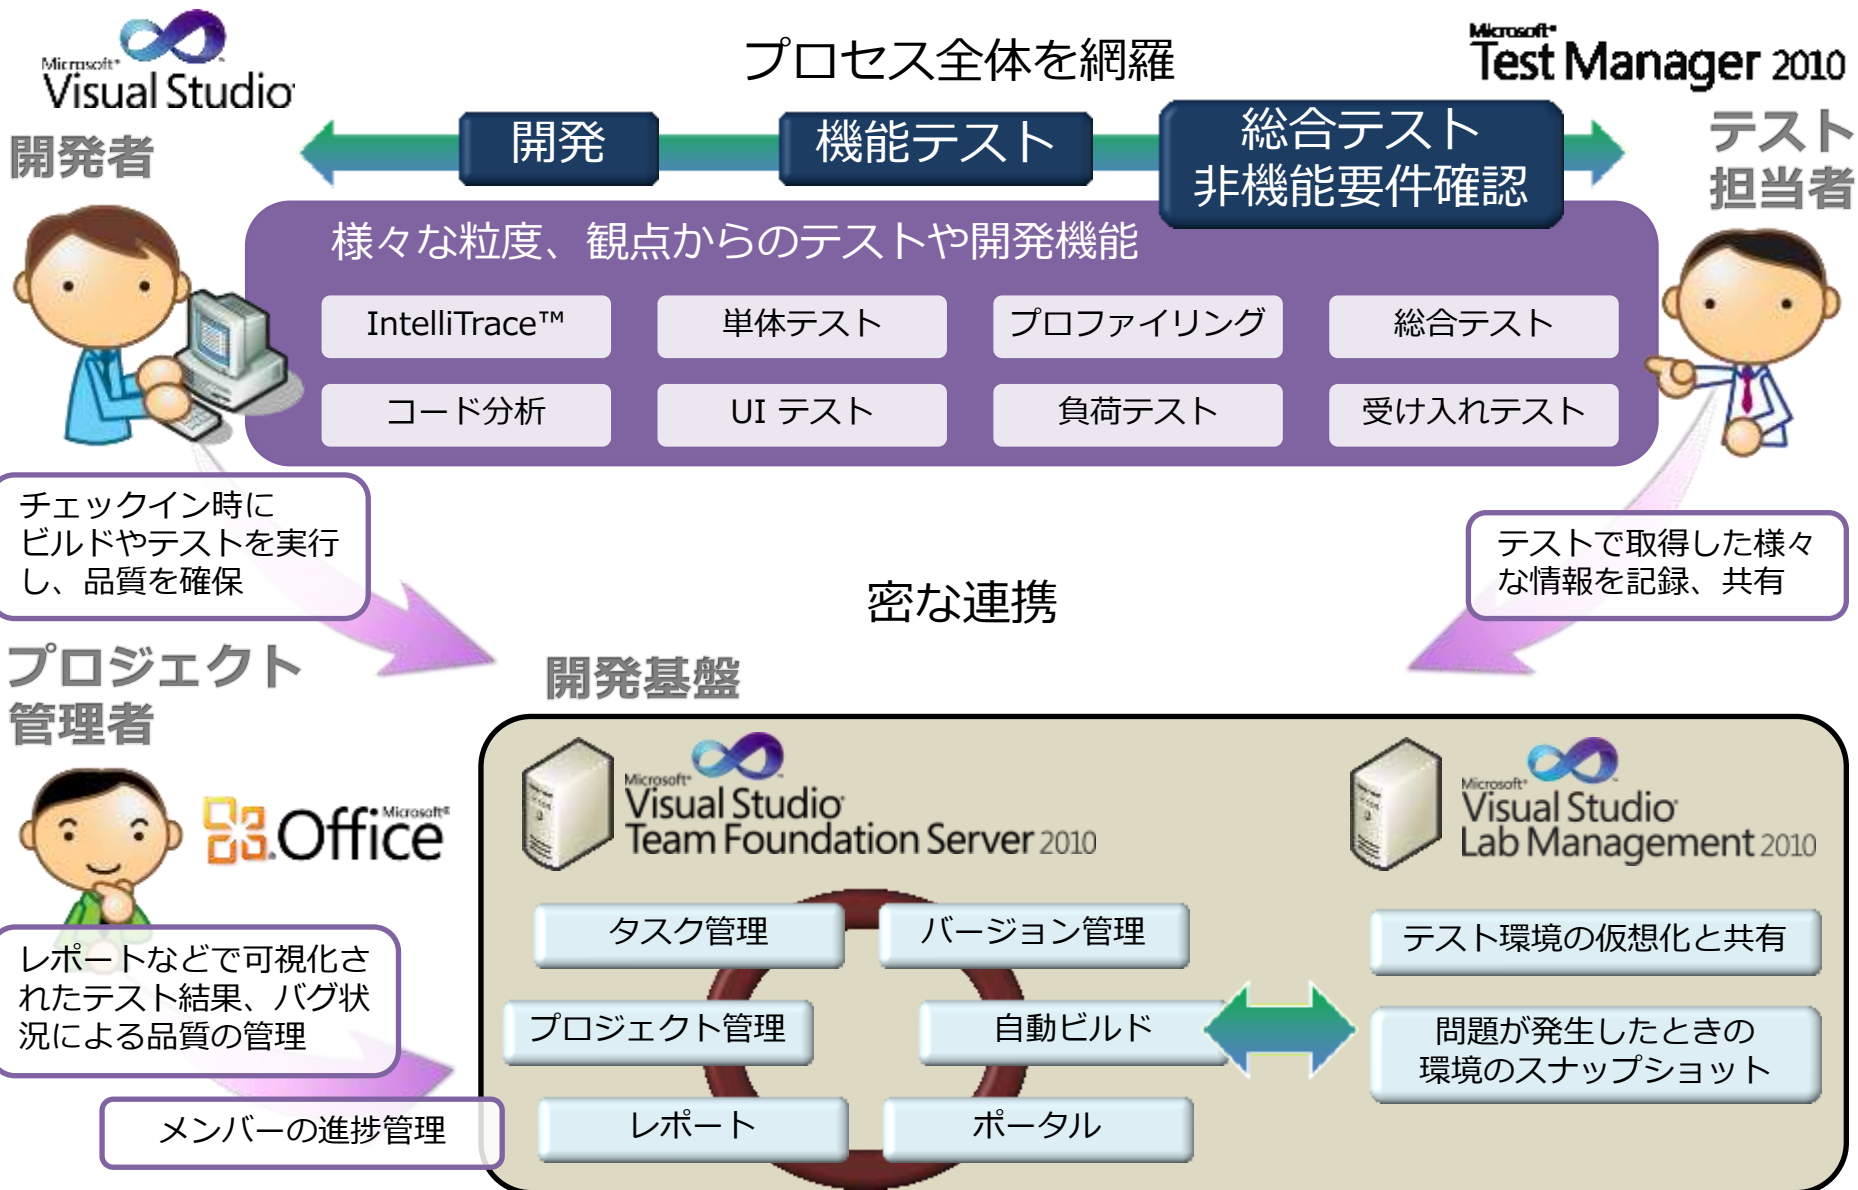 Microsoft®
Visual Studio
プロセス全体を網羅
Microsoft®
Test Manager 2010
開発者
開発
機能テスト
総合テスト
非機能要件確認
テスト
担当者
様々な粒度、観点からのテストや開発機能
IntelliTrace™
単体テスト
プロファイリング
総合テスト
コード分析
UI テスト
負荷テスト
受け入れテスト
チェックイン時に
ビルドやテストを実行
し、品質を確保
テストで取得した様々
な情報を記録、共有
密な連携
プロジェクト
管理者
開発基盤
Microsoft®
Office
Microsoft®
Visual Studio
Team Foundation Server 2010
Microsoft®
Visual Studio
Lab Management 2010
タスク管理
バージョン管理
テスト環境の仮想化と共有
レポートなどで可視化さ
れたテスト結果、バグ状
況による品質の管理
プロジェクト管理
自動ビルド
問題が発生したときの
環境のスナップショット
メンバーの進捗管理
レポート
ポータル